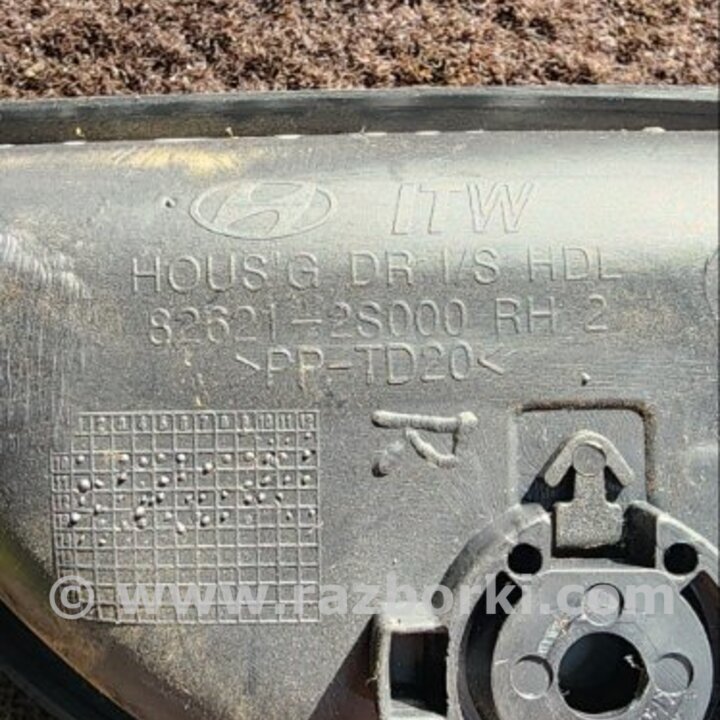 ITW
HOUS'G DR I/S HDL
82621-2S000 RH 2
>PP-TD20<
R
© www.razborki.com